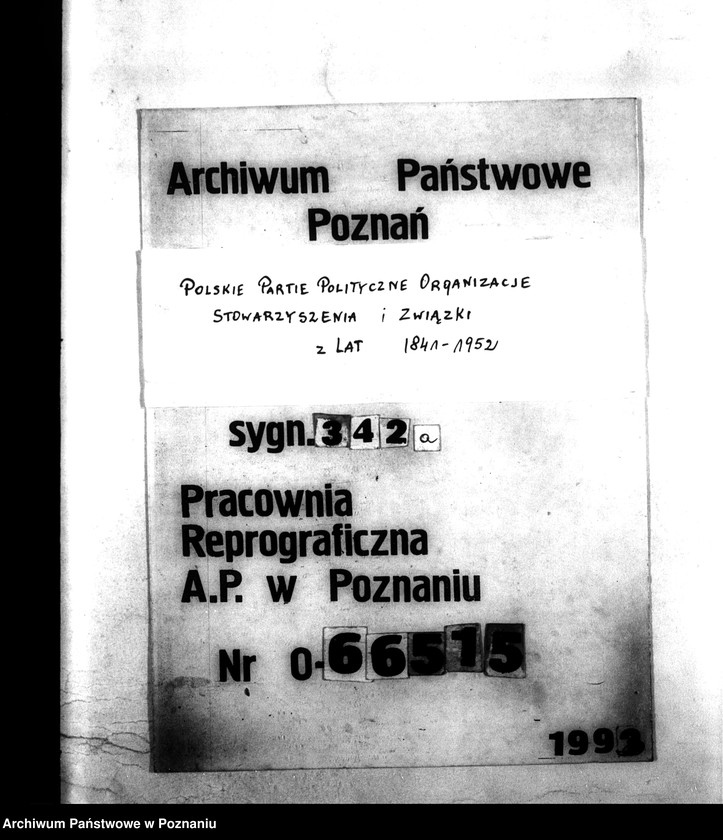 Archiwum Państwowe
Poznań
POLSKIE PARTIE POLITYCZNE ORGANIZACJE
STOWARZYSZENIA i ZWIĄZKI
z LAT 1841-1952
sygn. 342 a
Pracownia
Reprograficzna
A.P. w Poznaniu
Nr O-66515
1993
Archiwum Państwowe w Poznaniu